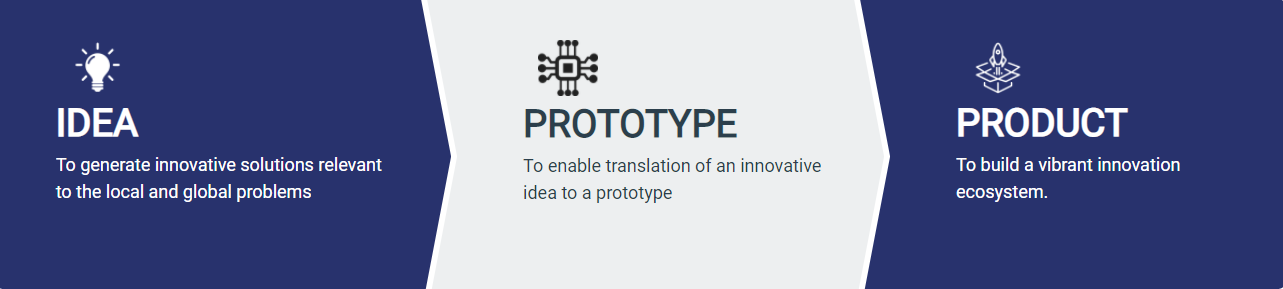 IDEA
To generate innovative solutions relevant
to the local and global problems
PROTOTYPE
To enable translation of an innovative
idea to a prototype
PRODUCT
To build a vibrant innovation
ecosystem.